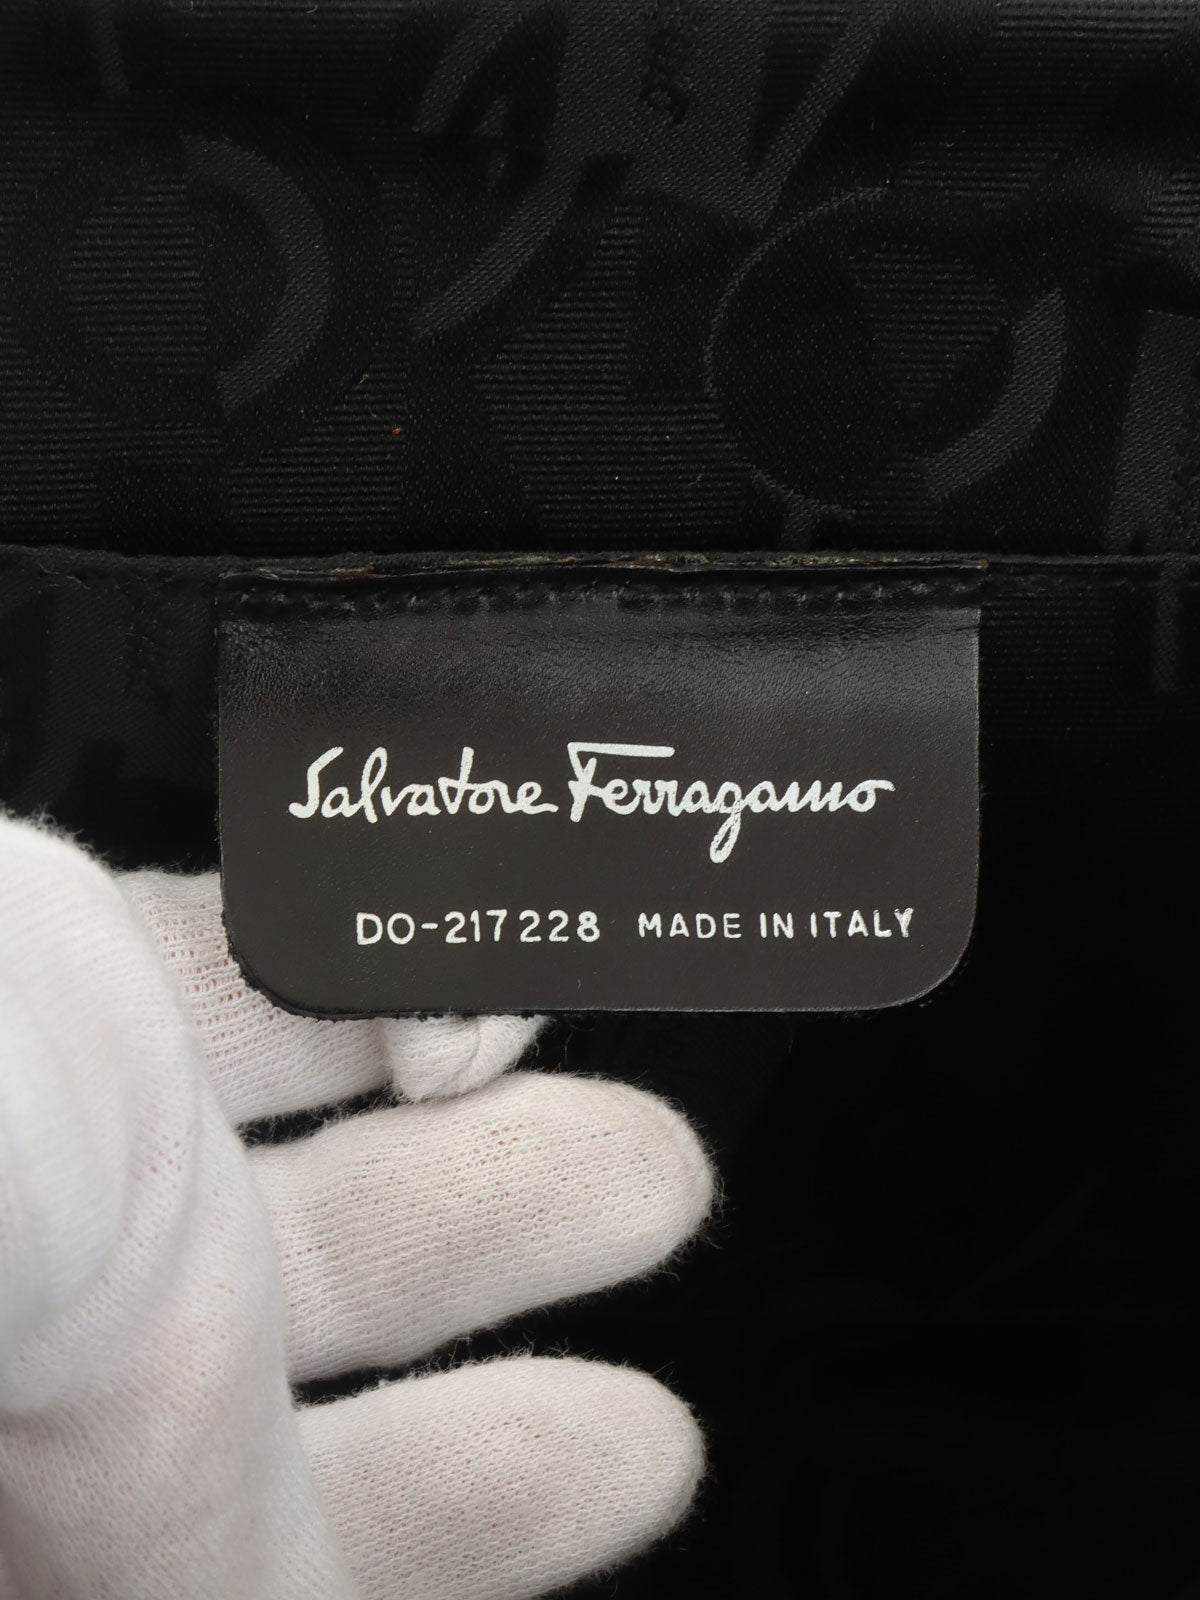 Salvatore Ferragamo
DO-217228 MADE IN ITALY